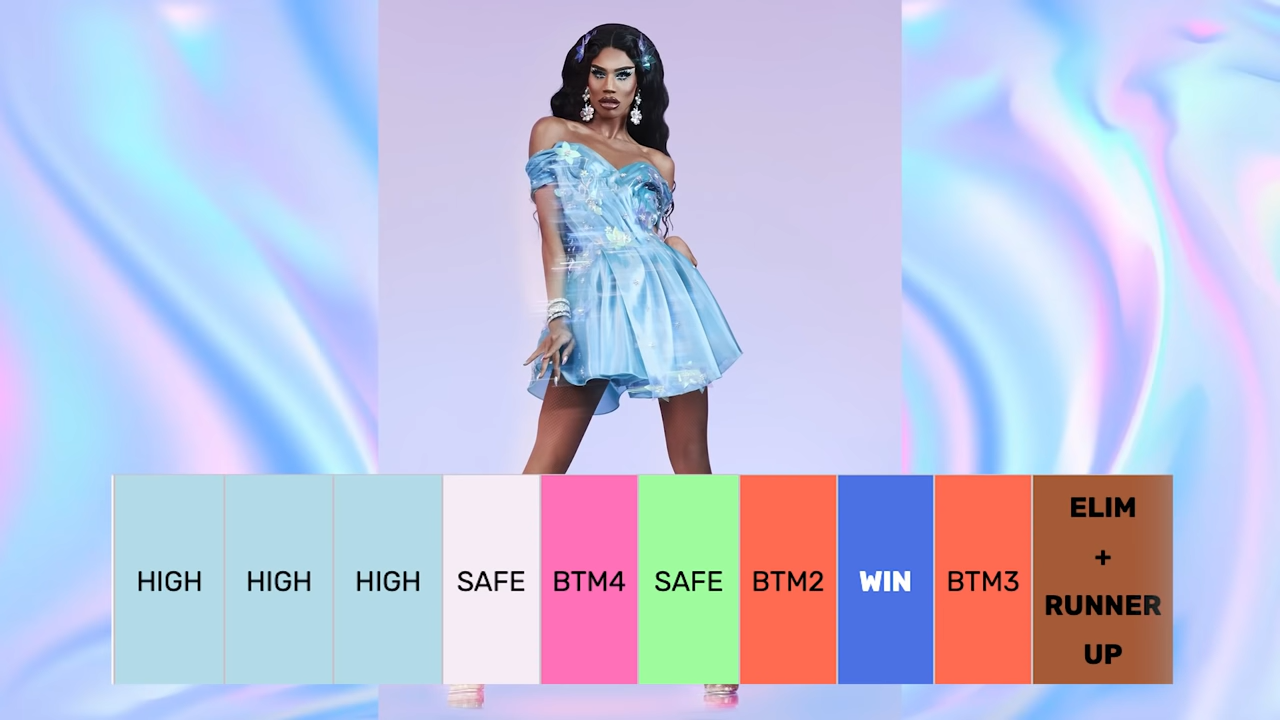 HIGH
HIGH
HIGH
SAFE
BTM4
SAFE
BTM2
WIN
BTM3
ELIM
+
RUNNER
UP